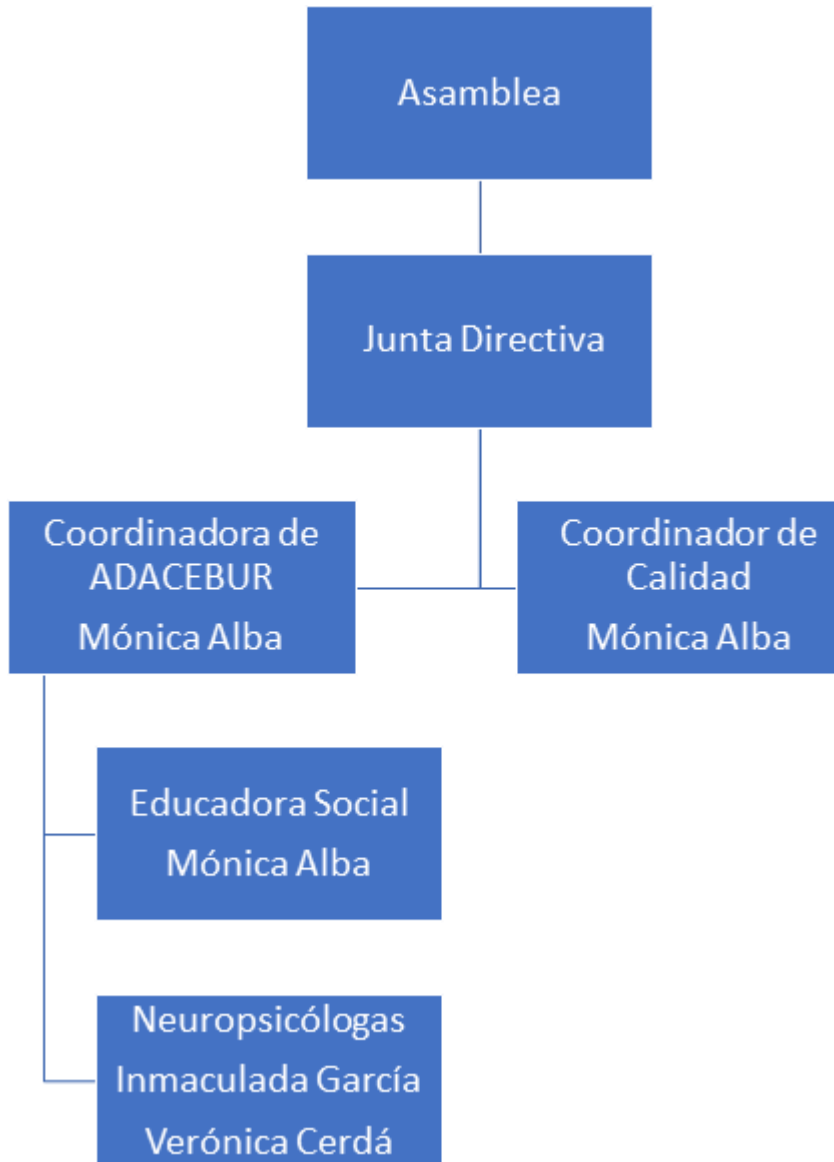 Asamblea
Junta Directiva
Coordinadora de
ADACEBUR
Mónica Alba
Coordinador de
Calidad
Mónica Alba
Educadora Social
Mónica Alba
Neuropsicólogas
Inmaculada García
Verónica Cerdá